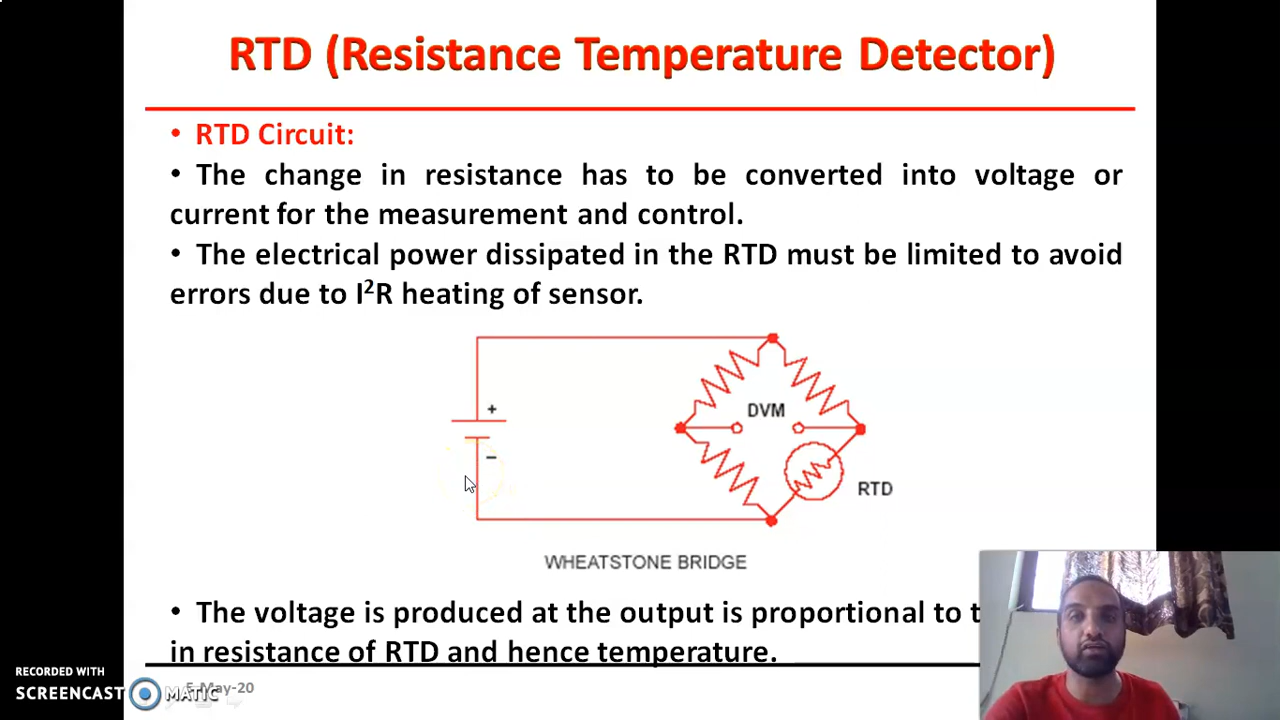 RTD (Resistance Temperature Detector)
• RTD Circuit:
• The change in resistance has to be converted into voltage or
current for the measurement and control.
• The electrical power dissipated in the RTD must be limited to avoid
errors due to I²R heating of sensor.
+
DVM
−
RTD
WHEATSTONE BRIDGE
• The voltage is produced at the output is proportional to
in resistance of RTD and hence temperature.
RECORDED WITH
SCREENCAST MATIC
5-May-20